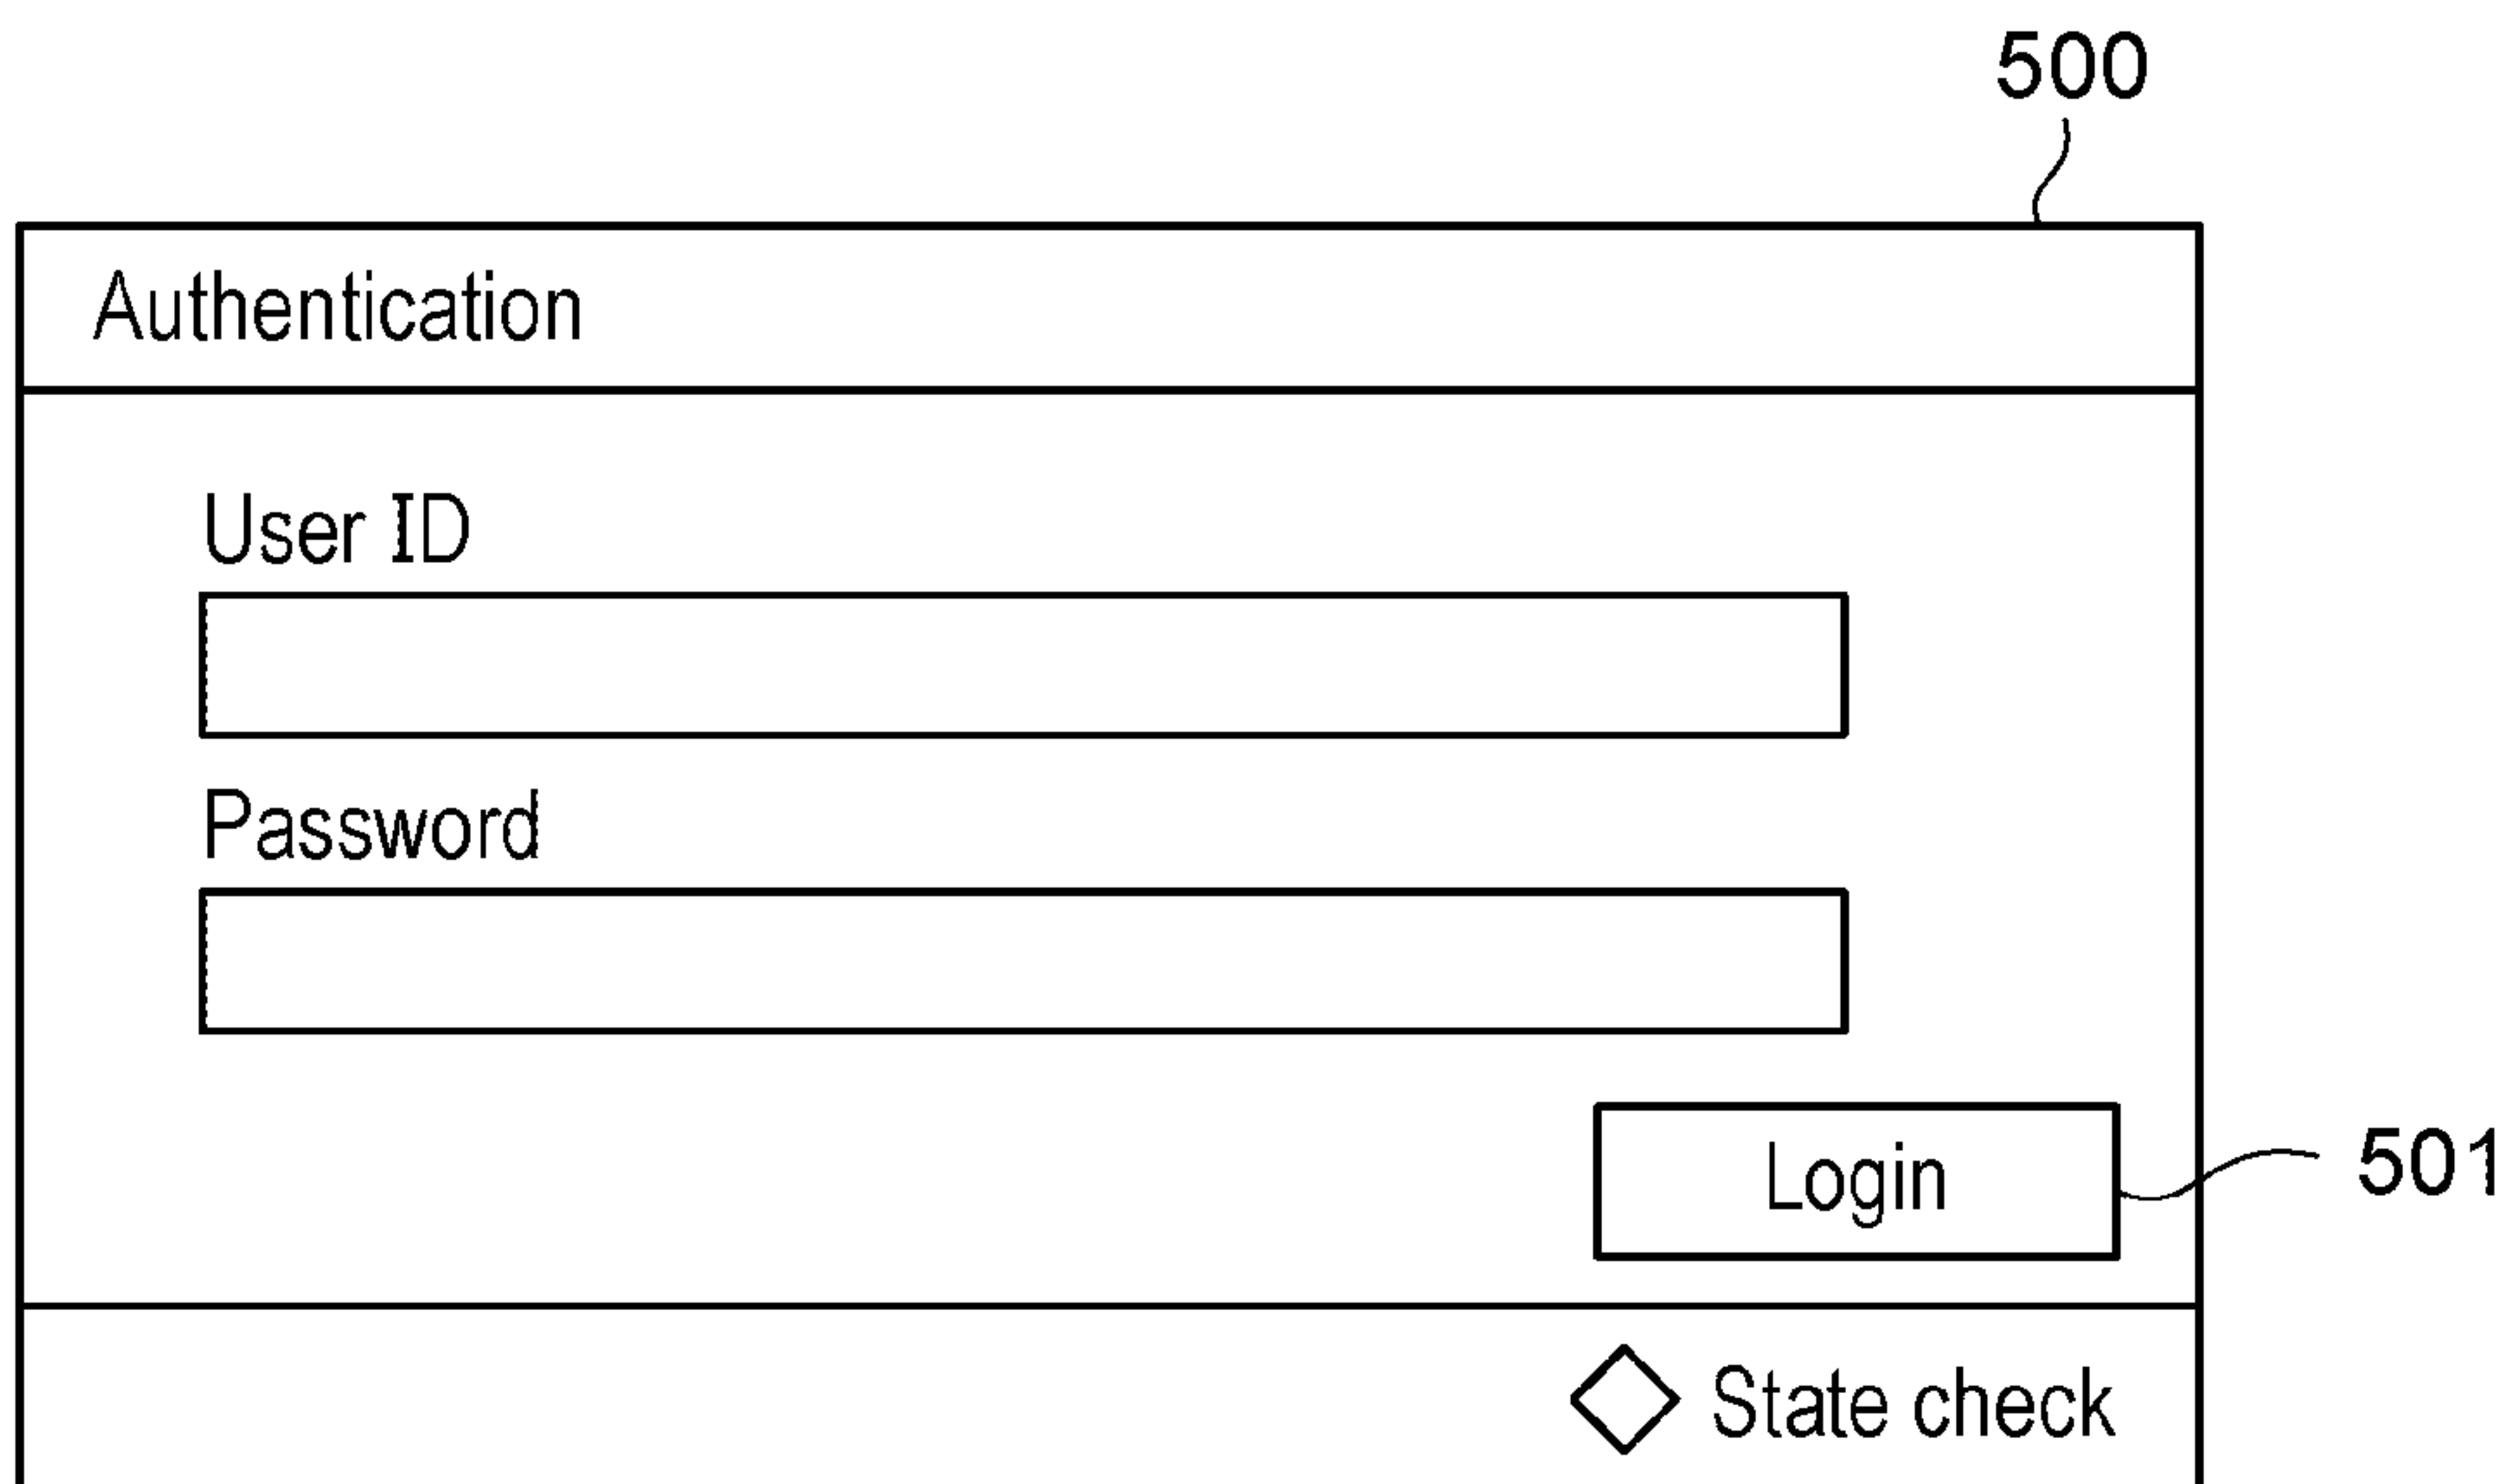 500
Authentication
User ID
Password
Login
501
State check